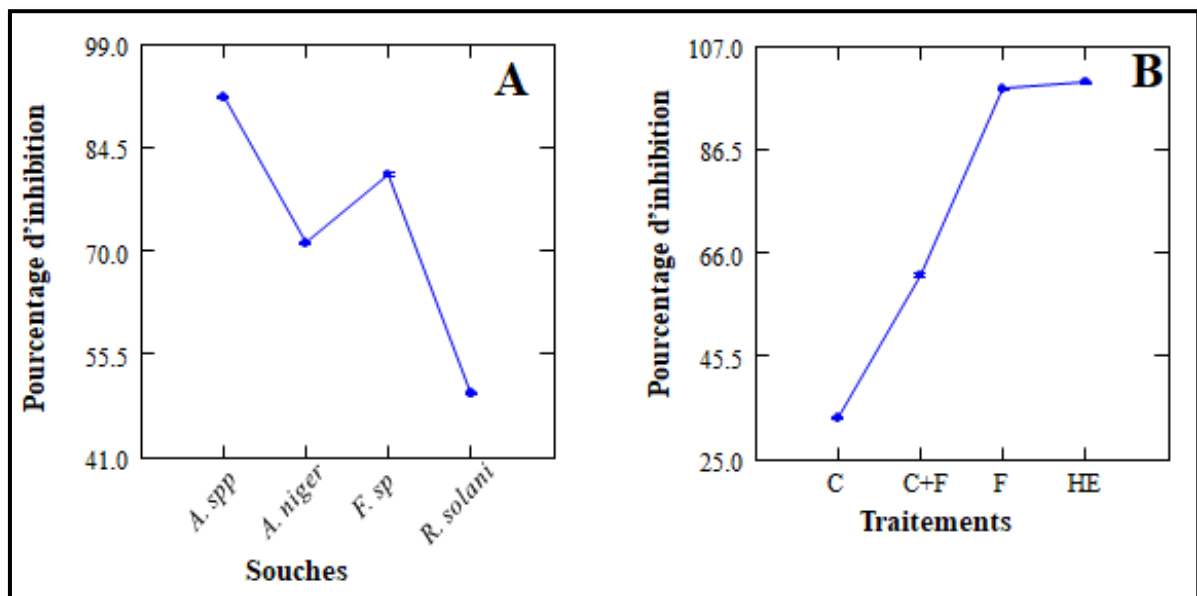 A
Pourcentage d’inhibition
99.0
84.5
70.0
55.5
41.0
A. spp
A. niger
F. sp
R. solani
Souches
B
Pourcentage d’inhibition
107.0
86.5
66.0
45.5
25.0
C
C+F
F
HE
Traitements